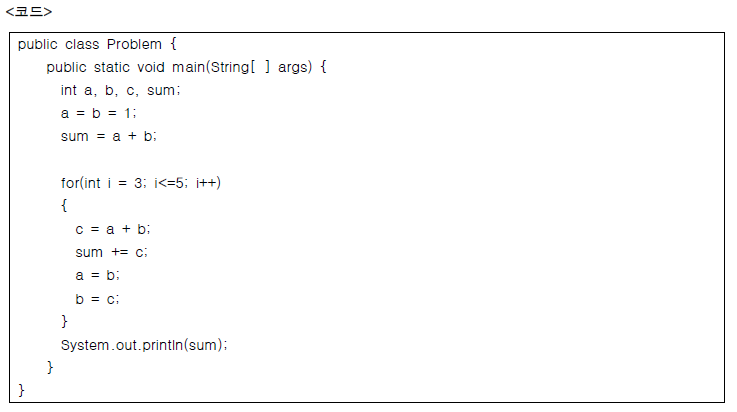 <코드>
public class Problem {
public static void main(String[ ] args) {
int a, b, c, sum;
a = b = 1;
sum = a + b;
for(int i = 3; i<=5; i++)
{
c = a + b;
sum += c;
a = b;
b = c;
}
System.out.println(sum);
}
}